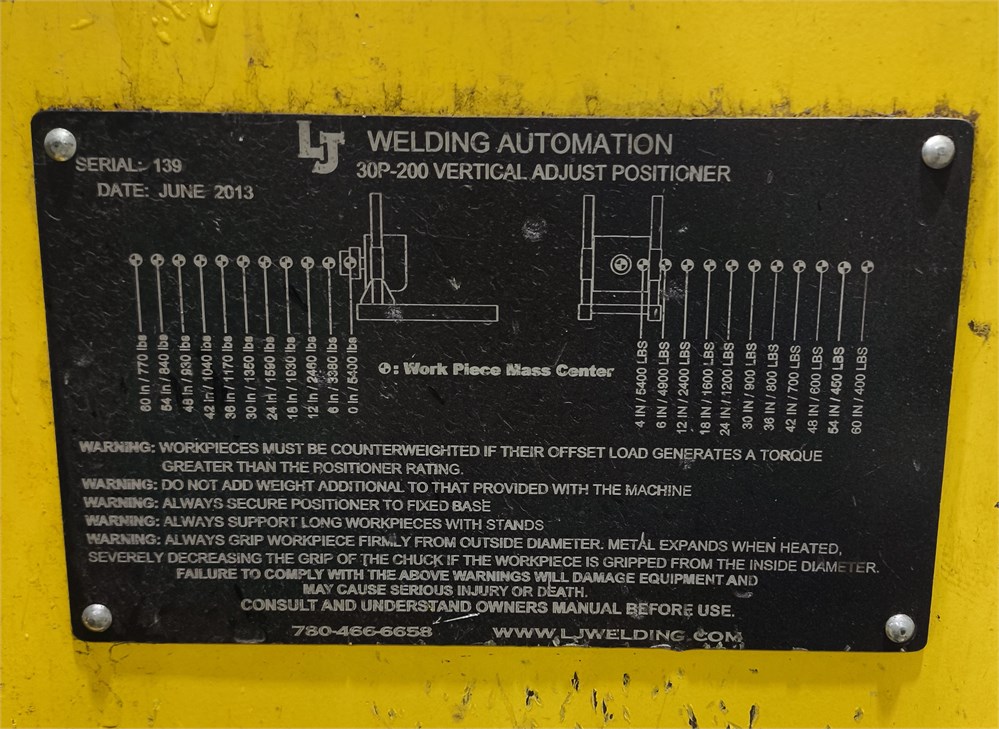 LJ WELDING AUTOMATION
SERIAL: 139
30P-200 VERTICAL ADJUST POSITIONER
DATE: JUNE 2013
60 in / 770 lbs
54 in / 840 lbs
48 in / 930 lbs
42 in / 1040 lbs
36 in / 1170 lbs
30 in / 1350 lbs
24 in / 1590 lbs
18 in / 1030 lbs
12 in / 2460 lbs
6 in / 3280 lbs
0 in / 5400 lbs
: Work Piece Mass Center
4 IN / 5400 LBS
6 IN / 4900 LBS
12 IN / 2400 LBS
18 IN / 1600 LBS
24 IN / 1200 LBS
30 IN / 900 LBS
36 IN / 800 LBS
42 IN / 700 LBS
48 IN / 600 LBS
54 IN / 450 LBS
60 IN / 400 LBS
WARNING: WORKPIECES MUST BE COUNTERWEIGHTED IF THEIR OFFSET LOAD GENERATES A TORQUE
GREATER THAN THE POSITIONER RATING.
WARNING: DO NOT ADD WEIGHT ADDITIONAL TO THAT PROVIDED WITH THE MACHINE
WARNING: ALWAYS SECURE POSITIONER TO FIXED BASE
WARNING: ALWAYS SUPPORT LONG WORKPIECES WITH STANDS
WARNING: ALWAYS GRIP WORKPIECE FIRMLY FROM OUTSIDE DIAMETER. METAL EXPANDS WHEN HEATED,
SEVERELY DECREASING THE GRIP OF THE CHUCK IF THE WORKPIECE IS GRIPPED FROM THE INSIDE DIAMETER.
FAILURE TO COMPLY WITH THE ABOVE WARNINGS WILL DAMAGE EQUIPMENT AND
MAY CAUSE SERIOUS INJURY OR DEATH.
CONSULT AND UNDERSTAND OWNERS MANUAL BEFORE USE.
780-466-6658 WWW.LJWELDING.COM